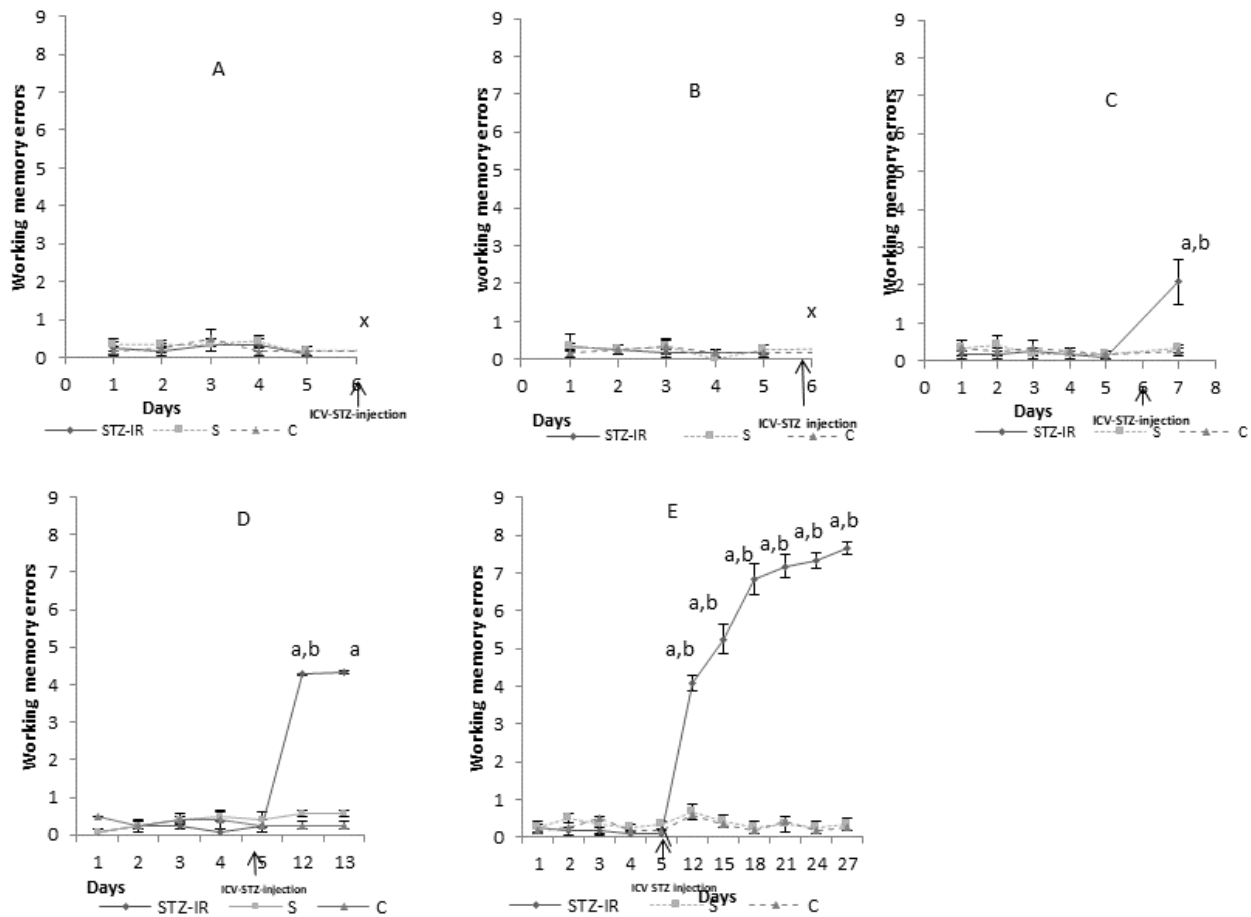 9
8
7
6
5
4
3
2
1
0
Working memory errors
A
x
0 1 2 3 4 5 6
Days
ICV-STZ-injection
STZ-IR S C
9
8
7
6
5
4
3
2
1
0
working memory errors
B
x
0 1 2 3 4 5 6
Days
ICV-STZ injection
STZ-IR S C
9
8
7
6
5
4
3
2
1
0
Working memory errors
C
a,b
0 1 2 3 4 5 6 7 8
Days
ICV-STZ-injection
STZ-IR S C
9
8
7
6
5
4
3
2
1
0
Working memory errors
D
a,b a
1 2 3 4 5 12 13
Days
ICV-STZ-injection
STZ-IR S C
9
8
7
6
5
4
3
2
1
0
Working memory errors
E
a,b a,b a,b a,b a,b a,b
1 2 3 4 5 12 15 18 21 24 27
ICV STZ injection
Days
STZ-IR S C